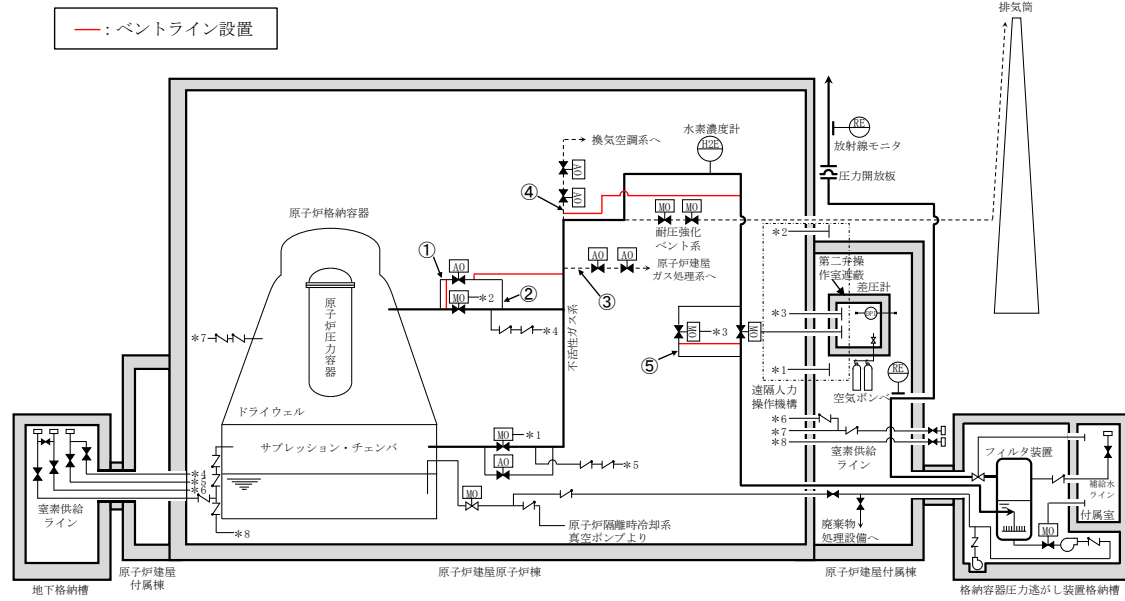 排気筒
: ベントライン設置
換気空調系へ
水素濃度計
H2E
RE
放射線モニタ
AO
圧力開放板
AO
④
原子炉格納容器
MO
MO
耐圧強化
ベント系
*2
①
AO
AO
AO
原子炉建屋
ガス処理系へ
第二弁操
作室遮蔽
差圧計
②
MO
*2
③
原子炉圧力容器
*3
*4
*7
MO
*3
MO
不活性ガス系
⑤
*1
RE
遠隔人力
操作機構
空気ボンベ
ドライウェル
*6
*7
*8
窒素供給
ライン
サプレッション・チェンバ
MO
*1
AO
*5
フィルタ装置
*4
*5
*6
補給水
ライン
MO
窒素供給
ライン
付属室
MO
*8
原子炉隔離時冷却系
真空ポンプより
廃棄物
処理設備へ
地下格納槽
原子炉建屋
付属棟
原子炉建屋原子炉棟
原子炉建屋付属棟
格納容器圧力逃がし装置格納槽